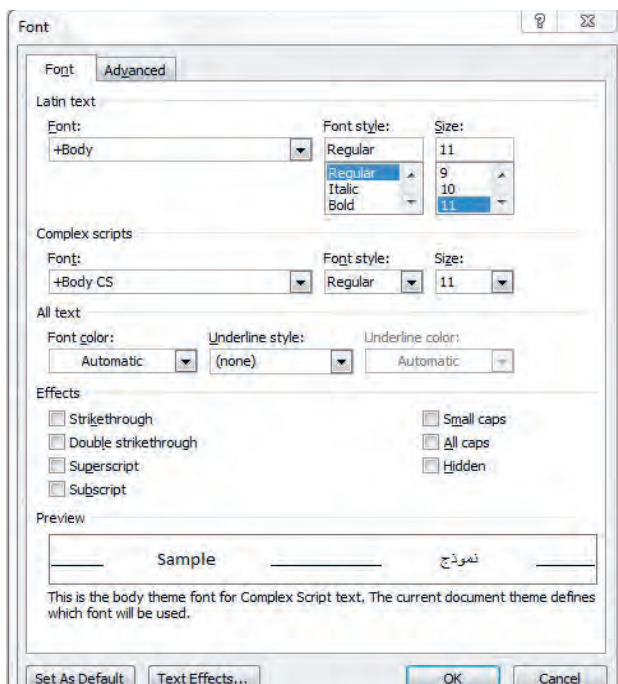 Font
Font Advanced
Latin text
Font: Font style: Size:
+Body Regular 11
Regular 9
Italic 10
Bold 11
Complex scripts
Font: Font style: Size:
+Body CS Regular 11
All text
Font color: Underline style: Underline color:
Automatic (none) Automatic
Effects
Strikethrough Small caps
Double strikethrough All caps
Superscript Hidden
Subscript
Preview
Sample نموذج
This is the body theme font for Complex Script text. The current document theme defines
which font will be used.
Set As Default Text Effects... OK Cancel